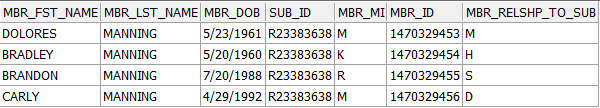 MBR_FST_NAME MBR_LST_NAME MBR_DOB SUB_ID MBR_MI MBR_ID MBR_RELSHP_TO_SUB
DOLORES MANNING 5/23/1961 R23383638 M 1470329453 M
BRADLEY MANNING 5/20/1960 R23383638 K 1470329454 H
BRANDON MANNING 7/20/1988 R23383638 R 1470329455 S
CARLY MANNING 4/29/1992 R23383638 M 1470329456 D